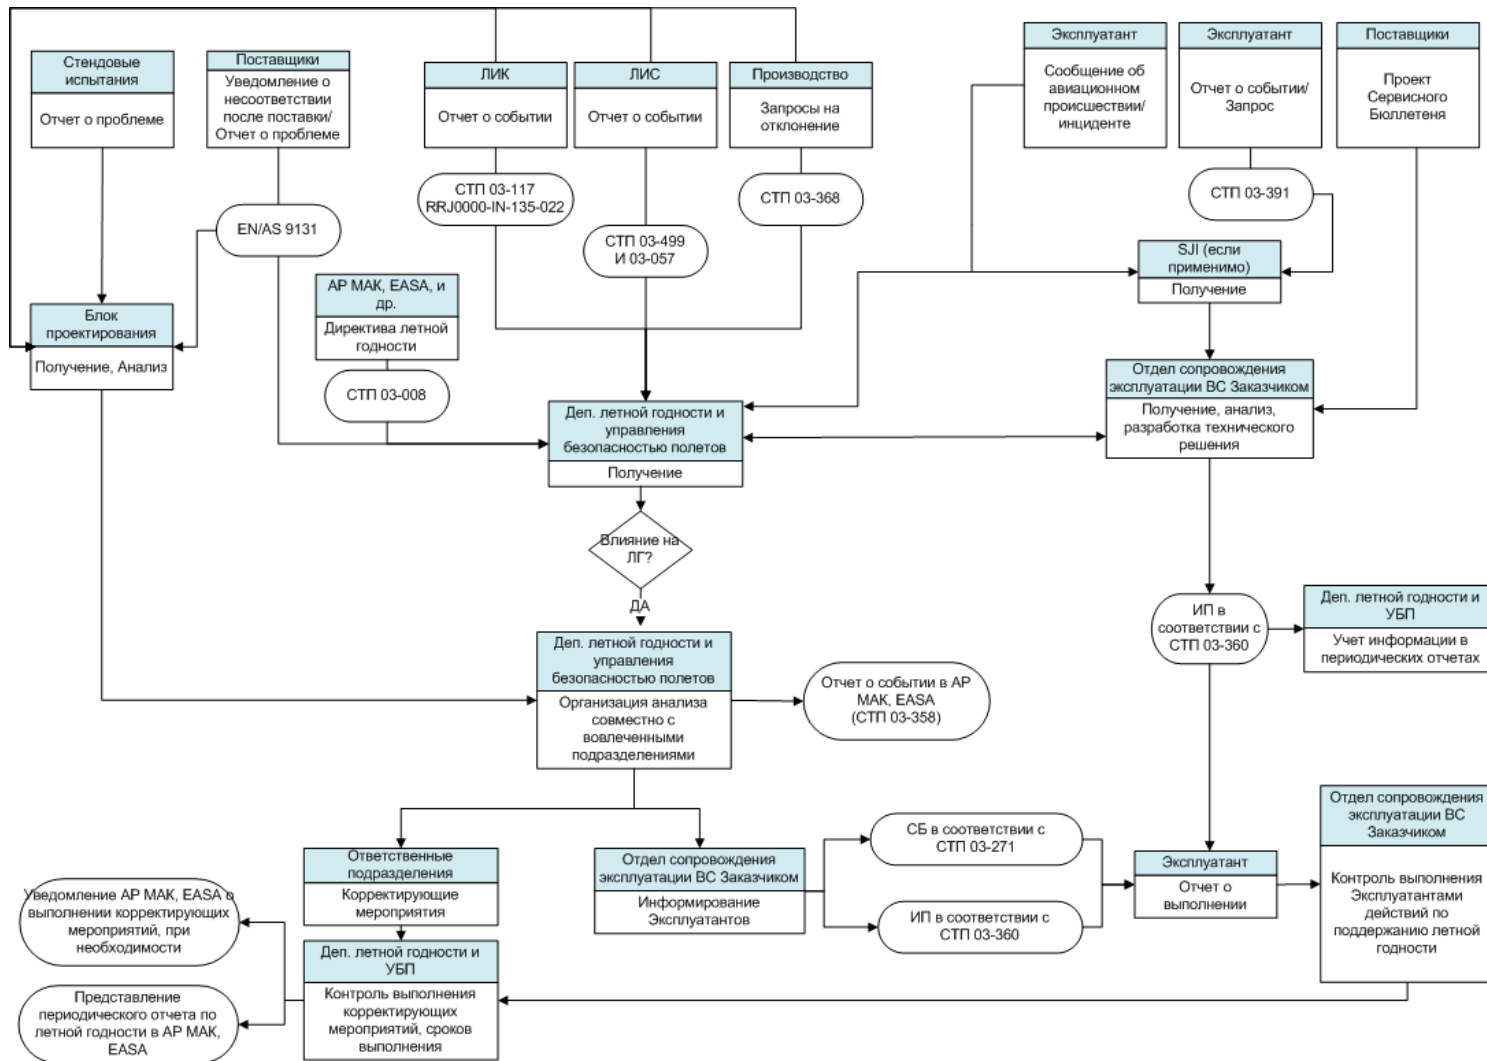 Стендовые
испытания
Отчет о проблеме
Поставщики
Уведомление о
несоответствии
после поставки/
Отчет о проблеме
ЛИК
Отчет о событии
ЛИС
Отчет о событии
Производство
Запросы на
отклонение
Эксплуатант
Сообщение об
авиационном
происшествии/
инциденте
Эксплуатант
Отчет о событии/
Запрос
Поставщики
Проект
Сервисного
Бюллетеня
EN/AS 9131
СТП 03-117
RRJ0000-IN-135-022
СТП 03-499
И 03-057
СТП 03-368
СТП 03-391
SJI (если
применимо)
Получение
АР МАК, EASA, и
др.
Директива летной
годности
СТП 03-008
Блок
проектирования
Получение, Анализ
Деп. летной годности и
управления
безопасностью полетов
Получение
Отдел сопровождения
эксплуатации ВС Заказчиком
Получение, анализ,
разработка технического
решения
Влияние на
ЛГ?
ДА
Деп. летной годности и
управления
безопасностью полетов
Организация анализа
совместно с
вовлеченными
подразделениями
Отчет о событии в АР
МАК, EASA
(СТП 03-358)
ИП в
соответствии с
СТП 03-360
Деп. летной годности и
УБП
Учет информации в
периодических отчетах
Ответственные
подразделения
Корректирующие
мероприятия
Отдел сопровождения
эксплуатации ВС Заказчиком
Информирование
Эксплуатантов
СБ в соответствии с
СТП 03-271
ИП в соответствии с
СТП 03-360
Эксплуатант
Отчет о
выполнении
Отдел сопровождения
эксплуатации ВС
Заказчиком
Контроль выполнения
Эксплуатантами
действий по
поддержанию летной
годности
Уведомление АР МАК, EASA о
выполнении корректирующих
мероприятий, при
необходимости
Деп. летной годности и
УБП
Контроль выполнения
корректирующих
мероприятий, сроков
выполнения
Представление
периодического отчета по
летной годности в АР МАК,
EASA